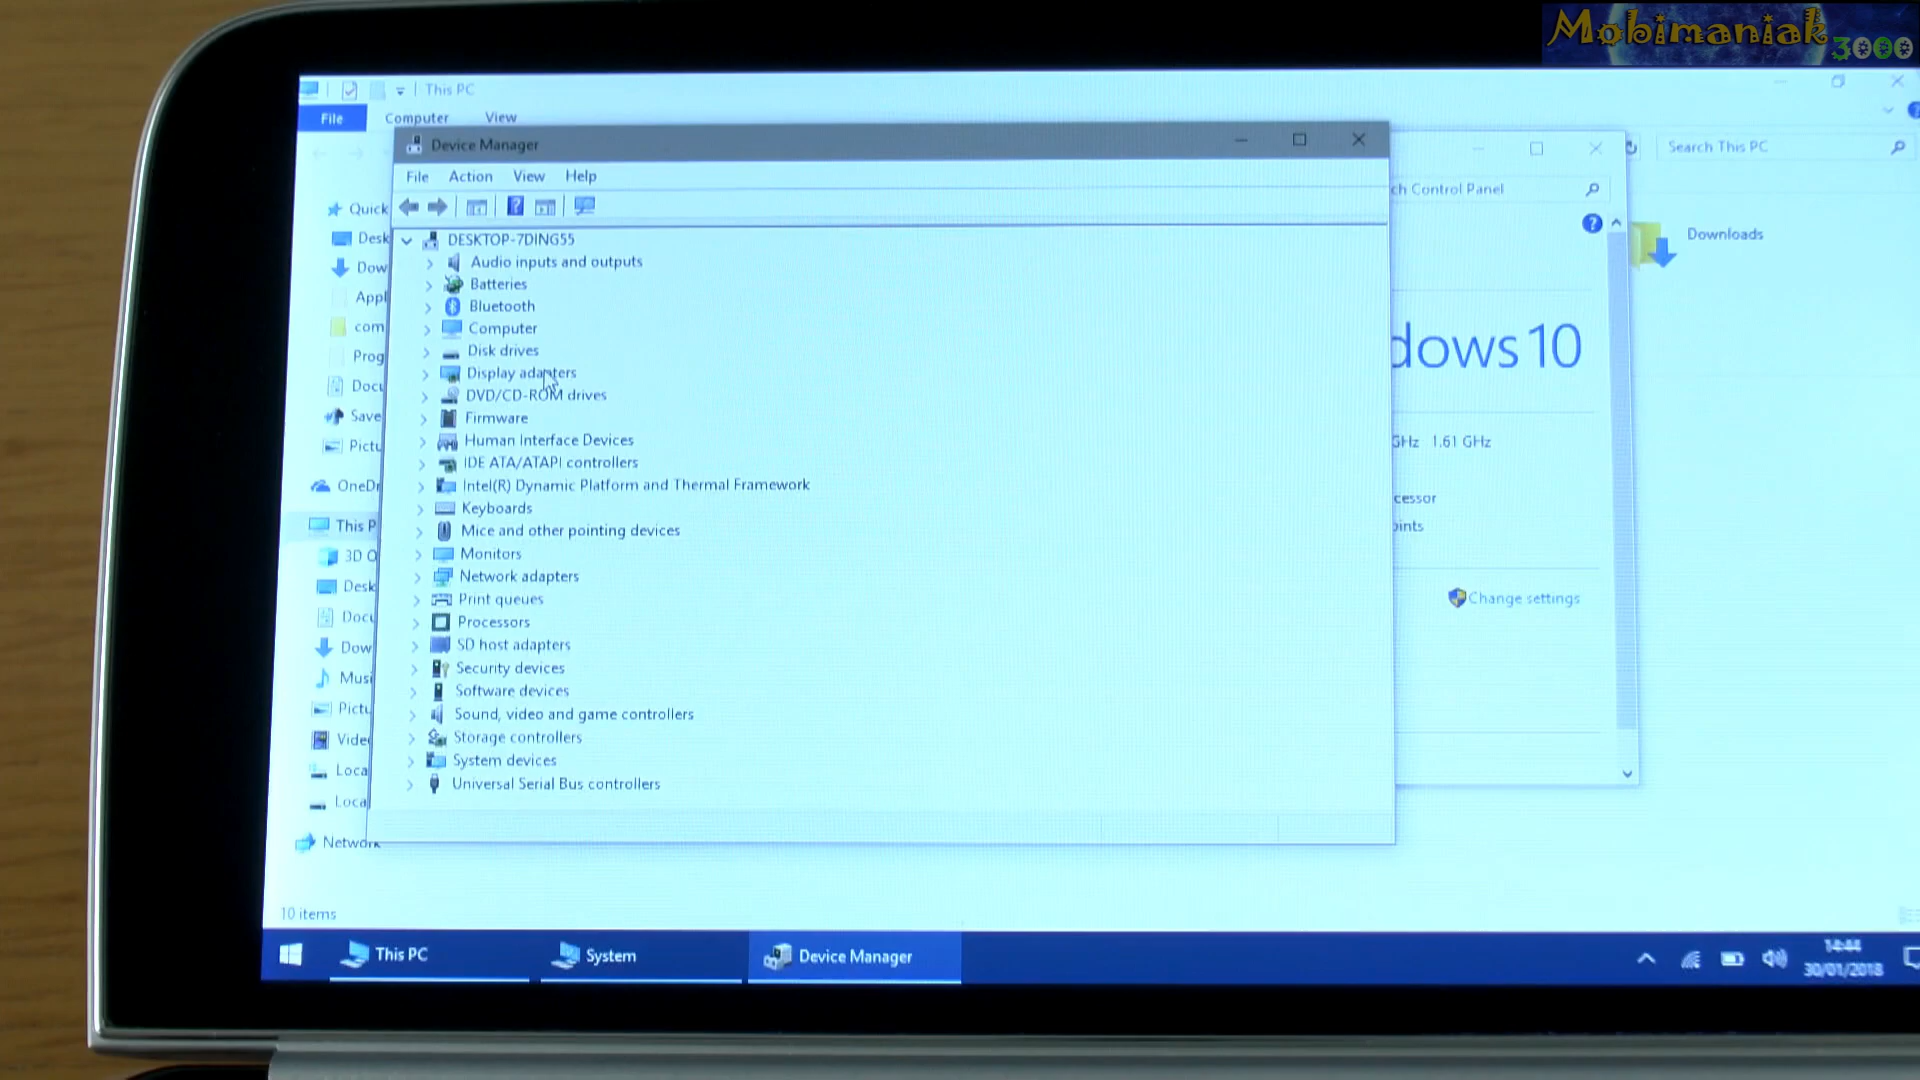 Mobimaniak 3000
This PC
File Computer View
Device Manager
File Action View Help
Search This PC
ch Control Panel
Downloads
Quick
Desk
Dow
Appl
com
Prog
Docu
Save
Pictu
OneDr
This P
3D O
Desk
Docu
Dow
Musi
Pictu
Vide
Loca
Loca
Network
DESKTOP-7DING55
Audio inputs and outputs
Batteries
Bluetooth
Computer
Disk drives
Display adapters
DVD/CD-ROM drives
Firmware
Human Interface Devices
IDE ATA/ATAPI controllers
Intel(R) Dynamic Platform and Thermal Framework
Keyboards
Mice and other pointing devices
Monitors
Network adapters
Print queues
Processors
SD host adapters
Security devices
Software devices
Sound, video and game controllers
Storage controllers
System devices
Universal Serial Bus controllers
dows 10
GHz 1.61 GHz
cessor
oints
Change settings
10 items
This PC
System
Device Manager
14:44
30/01/2018